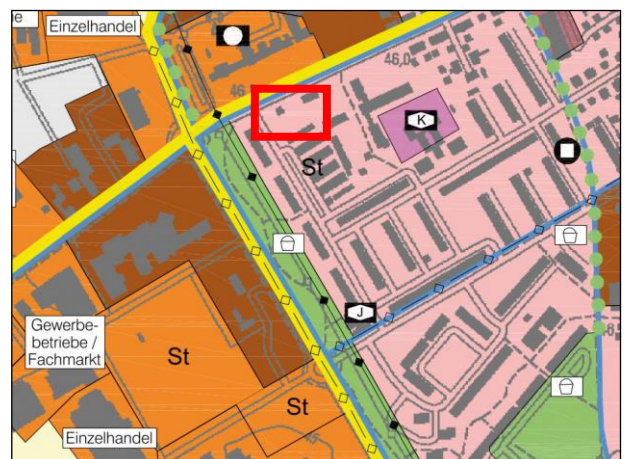 e
Einzelhandel
46
46,0
K
St
J
Gewerbe-
betriebe /
Fachmarkt
St
St
Einzelhandel